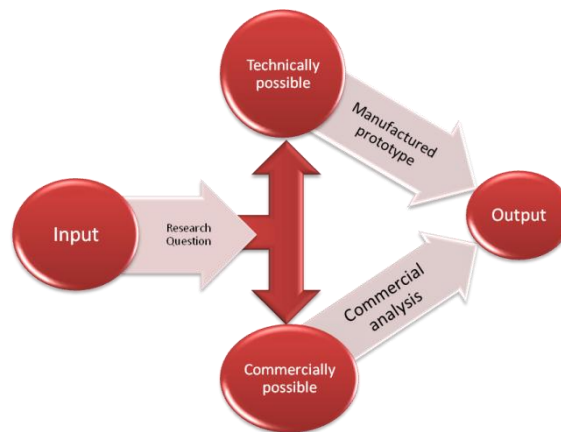 Technically
possible
Manufactured
prototype
Input
Research
Question
Output
Commercial
analysis
Commercially
possible